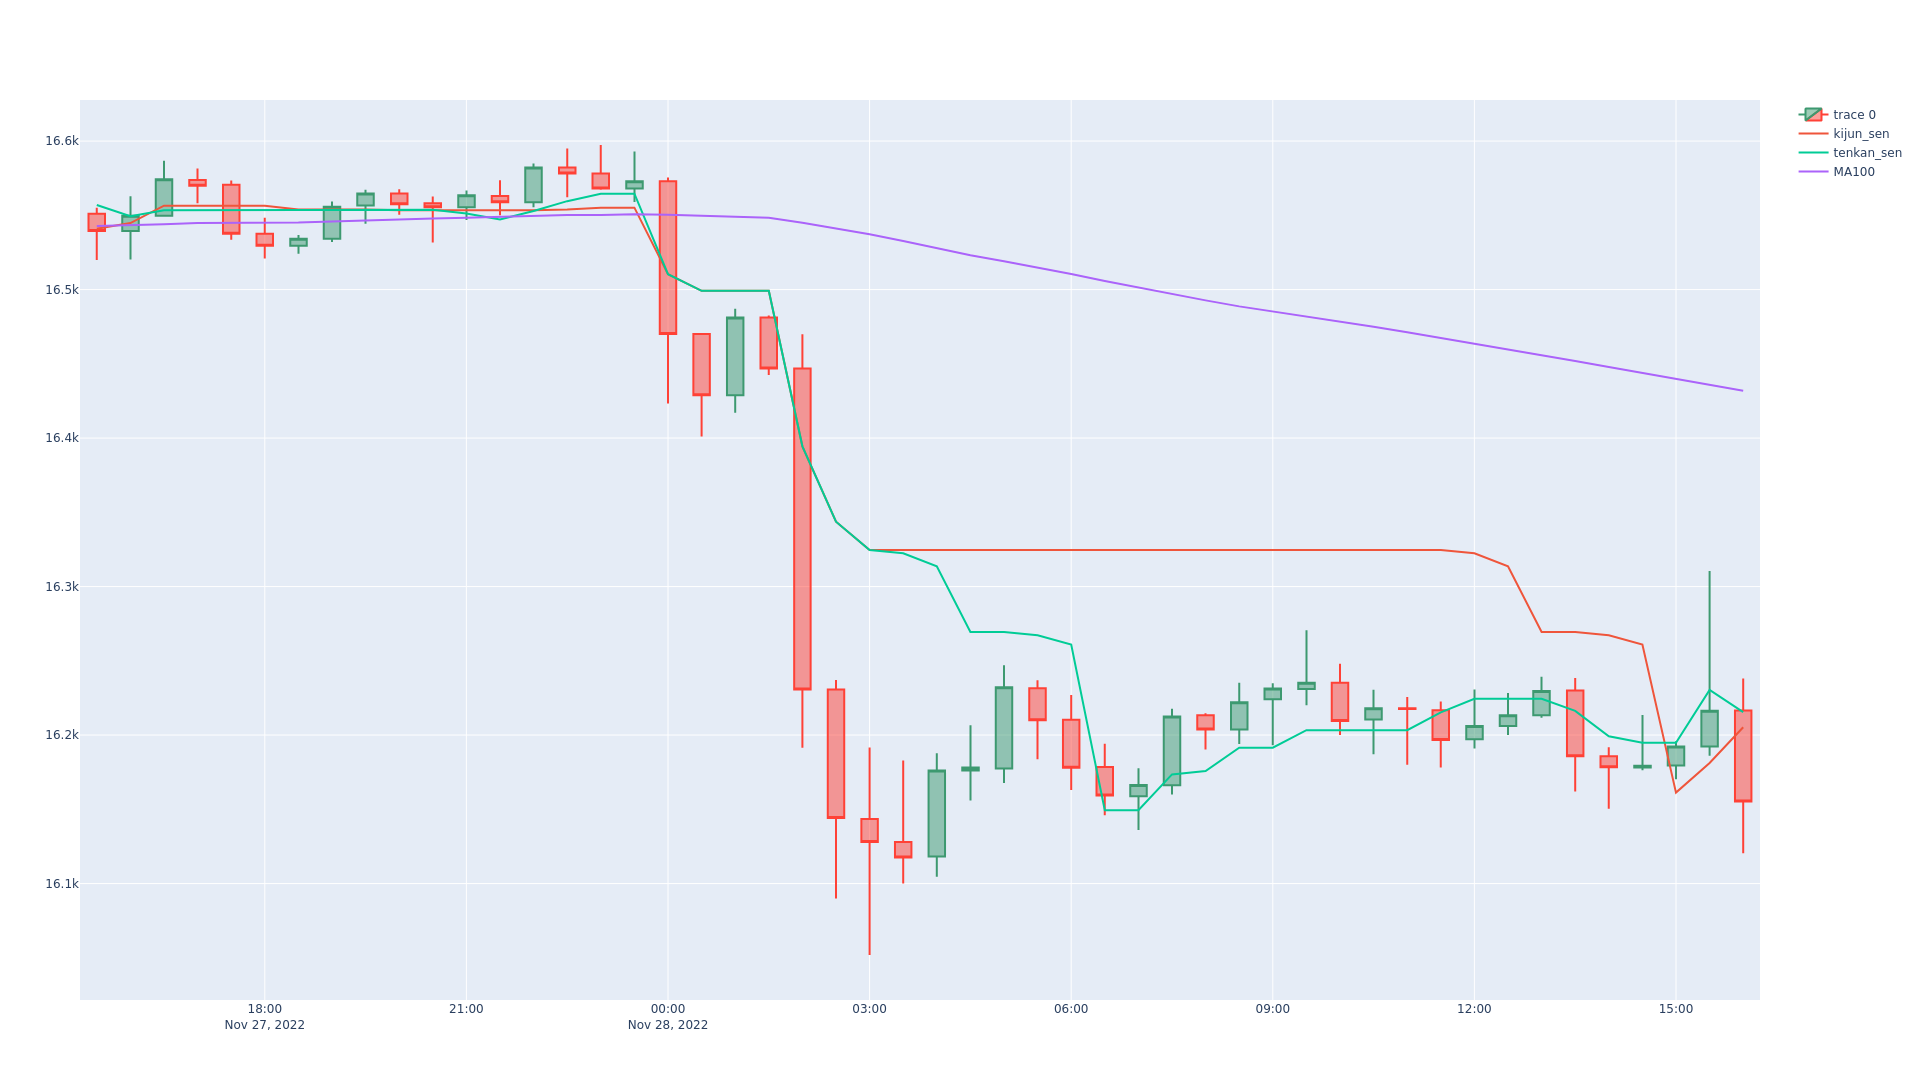 trace 0
kijun_sen
tenkan_sen
MA100
16.6k
16.5k
16.4k
16.3k
16.2k
16.1k
18:00 21:00 00:00 03:00 06:00 09:00 12:00 15:00
Nov 27, 2022 Nov 28, 2022